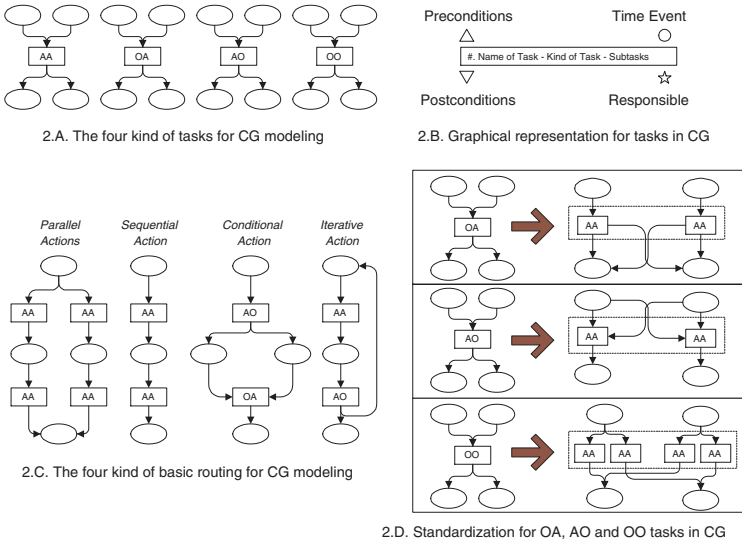 AA
OA
AO
OO
2.A. The four kind of tasks for CG modeling
Preconditions
Time Event
#. Name of Task - Kind of Task - Subtasks
Postconditions
Responsible
2.B. Graphical representation for tasks in CG
Parallel
Actions
Sequential
Action
Conditional
Action
Iterative
Action
AA
AA
AA
AO
AA
AA
AA
AA
OA
AO
2.C. The four kind of basic routing for CG modeling
OA
AA
AA
AO
AA
AA
OO
AA
AA
AA
AA
2.D. Standardization for OA, AO and OO tasks in CG